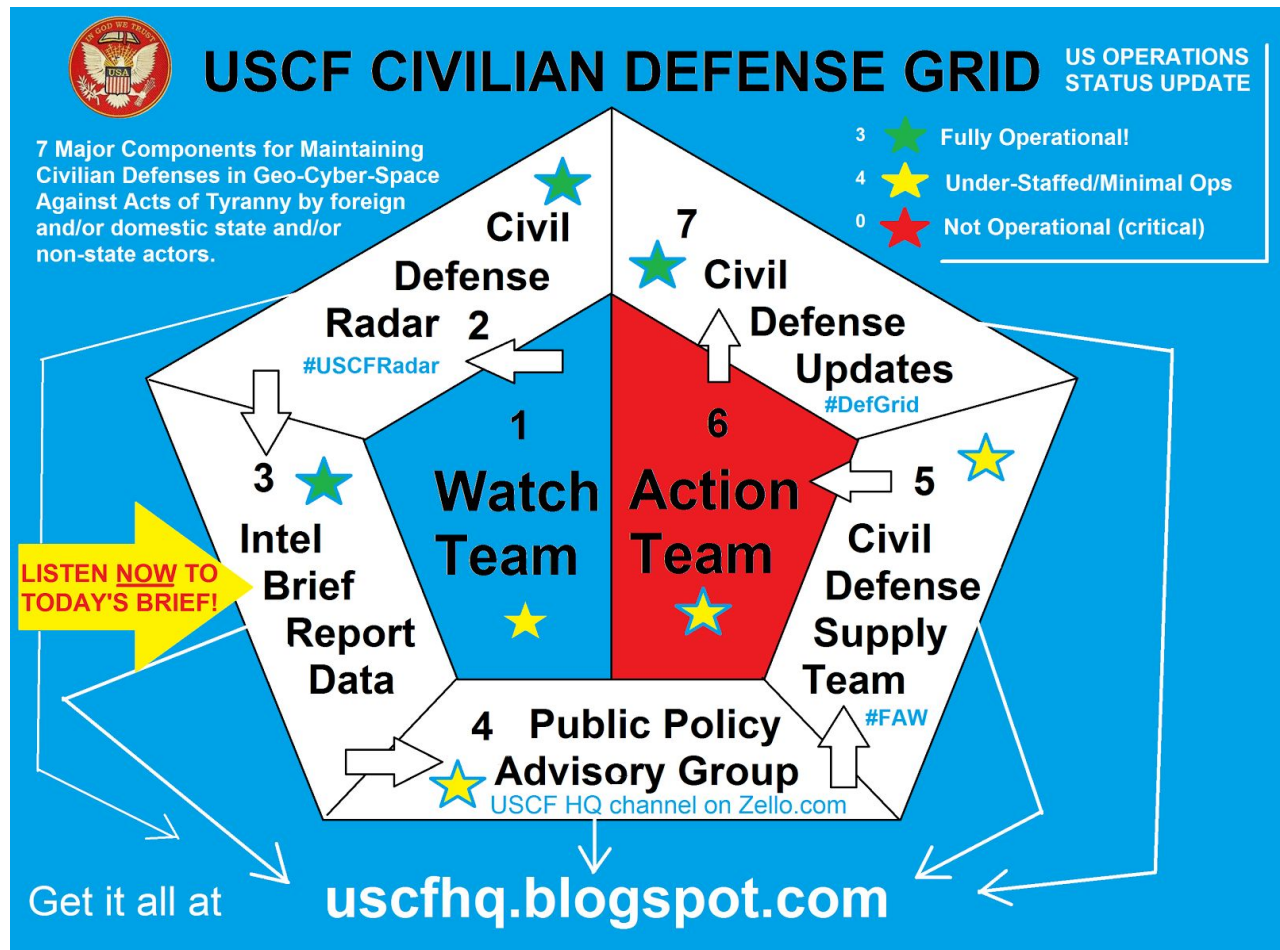 IN GOD WE TRUST
USA
USCF CIVILIAN DEFENSE GRID
US OPERATIONS
STATUS UPDATE
3 Fully Operational!
4 Under-Staffed/Minimal Ops
0 Not Operational (critical)
7 Major Components for Maintaining
Civilian Defenses in Geo-Cyber-Space
Against Acts of Tyranny by foreign
and/or domestic state and/or
non-state actors.
1
Watch
Team
Civil
Defense
Radar 2
#USCFRadar
3
Intel
Brief
Report
Data
LISTEN NOW TO
TODAY'S BRIEF!
4 Public Policy
Advisory Group
USCF HQ channel on Zello.com
5
Civil
Defense
Supply
Team
#FAW
6
Action
Team
7
Civil
Defense
Updates
#DefGrid
Get it all at uscfhq.blogspot.com